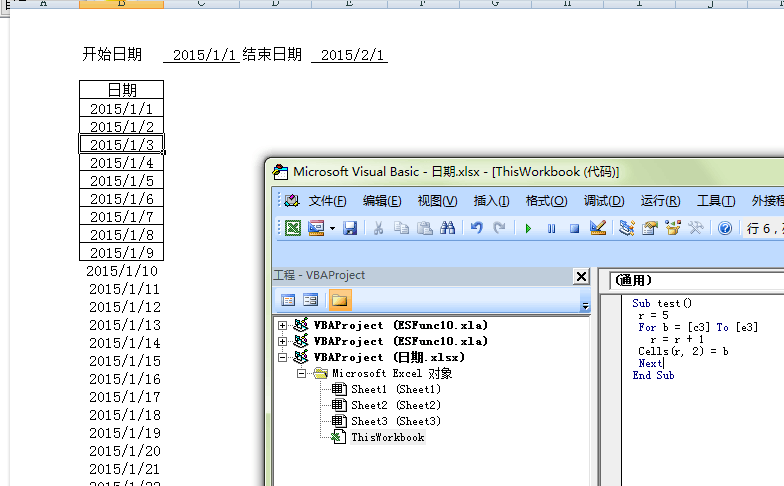 A B C D E F G H I J
开始日期 2015/1/1 结束日期 2015/2/1
日期
2015/1/1
2015/1/2
2015/1/3
2015/1/4
2015/1/5
2015/1/6
2015/1/7
2015/1/8
2015/1/9
2015/1/10
2015/1/11
2015/1/12
2015/1/13
2015/1/14
2015/1/15
2015/1/16
2015/1/17
2015/1/18
2015/1/19
2015/1/20
2015/1/21
Microsoft Visual Basic - 日期.xlsx - [ThisWorkbook (代码)]
文件(F) 编辑(E) 视图(V) 插入(I) 格式(O) 调试(D) 运行(R) 工具(T) 外接程
行 6,
工程 - VBAProject
VBAProject (ESFunc10.xla)
VBAProject (ESFunc10.xla)
VBAProject (日期.xlsx)
Microsoft Excel 对象
Sheet1 (Sheet1)
Sheet2 (Sheet2)
Sheet3 (Sheet3)
ThisWorkbook
(通用)
Sub test()
r = 5
For b = [c3] To [e3]
r = r + 1
Cells(r, 2) = b
Next
End Sub